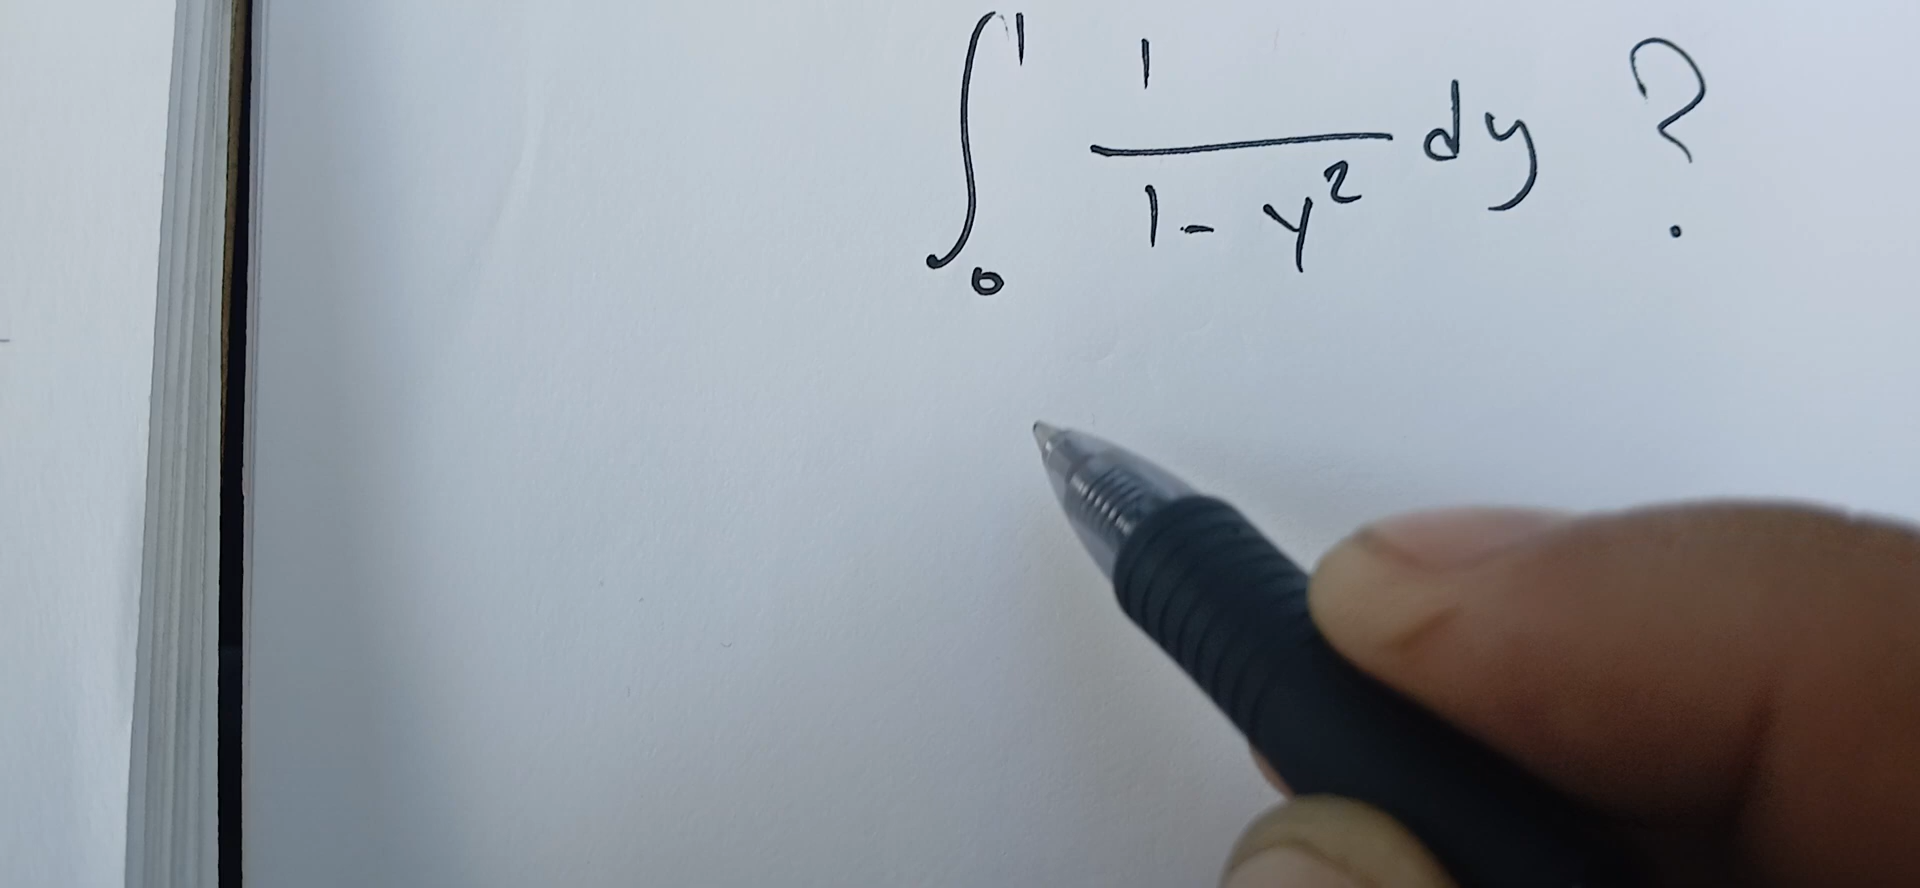 ∫₀¹ 1/(1 - y²) dy ?